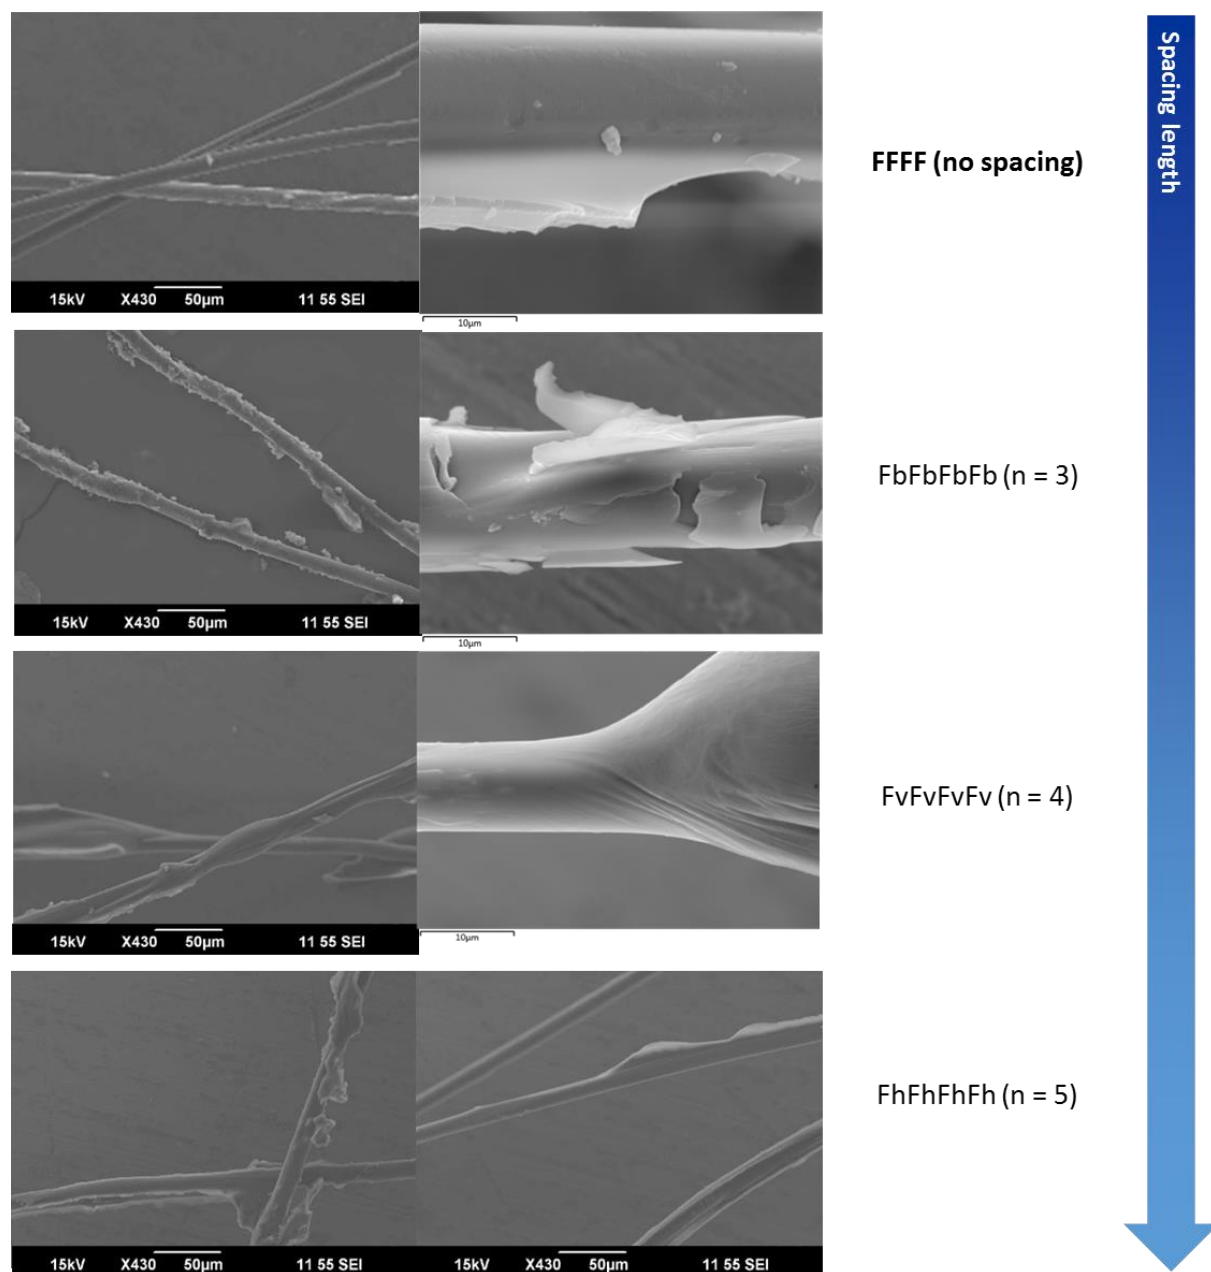 Spacing length
FFFF (no spacing)
15kV X430 50μm 11 55 SEI
10μm
FbFbFbFb (n = 3)
15kV X430 50μm 11 55 SEI
10μm
FvFvFvFv (n = 4)
15kV X430 50μm 11 55 SEI
10μm
FhFhFhFh (n = 5)
15kV X430 50μm 11 55 SEI
15kV X430 50μm 11 55 SEI